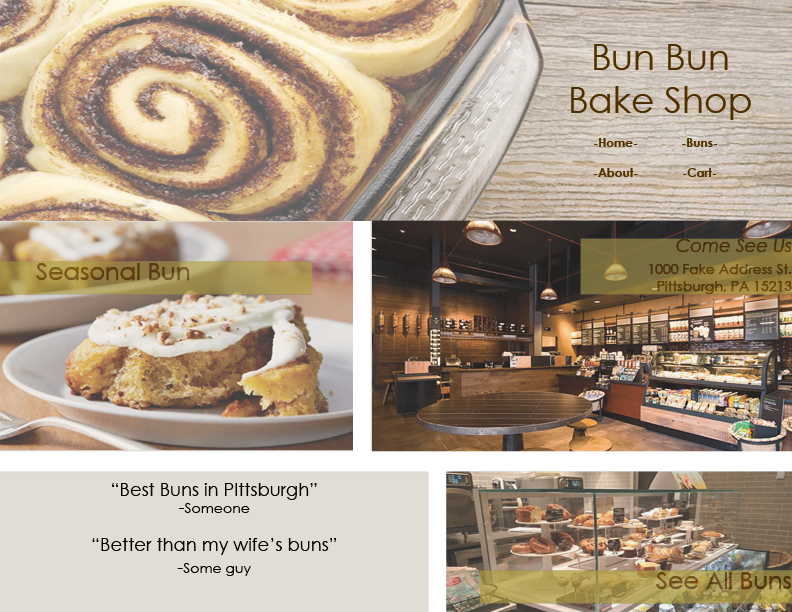 Bun Bun
Bake Shop
-Home- -Buns-
-About- -Cart-
Seasonal Bun
Come See Us
1000 Fake Address St.
Pittsburgh, PA 15213
“Best Buns in PIttsburgh”
-Someone
“Better than my wife’s buns”
-Some guy
See All Buns